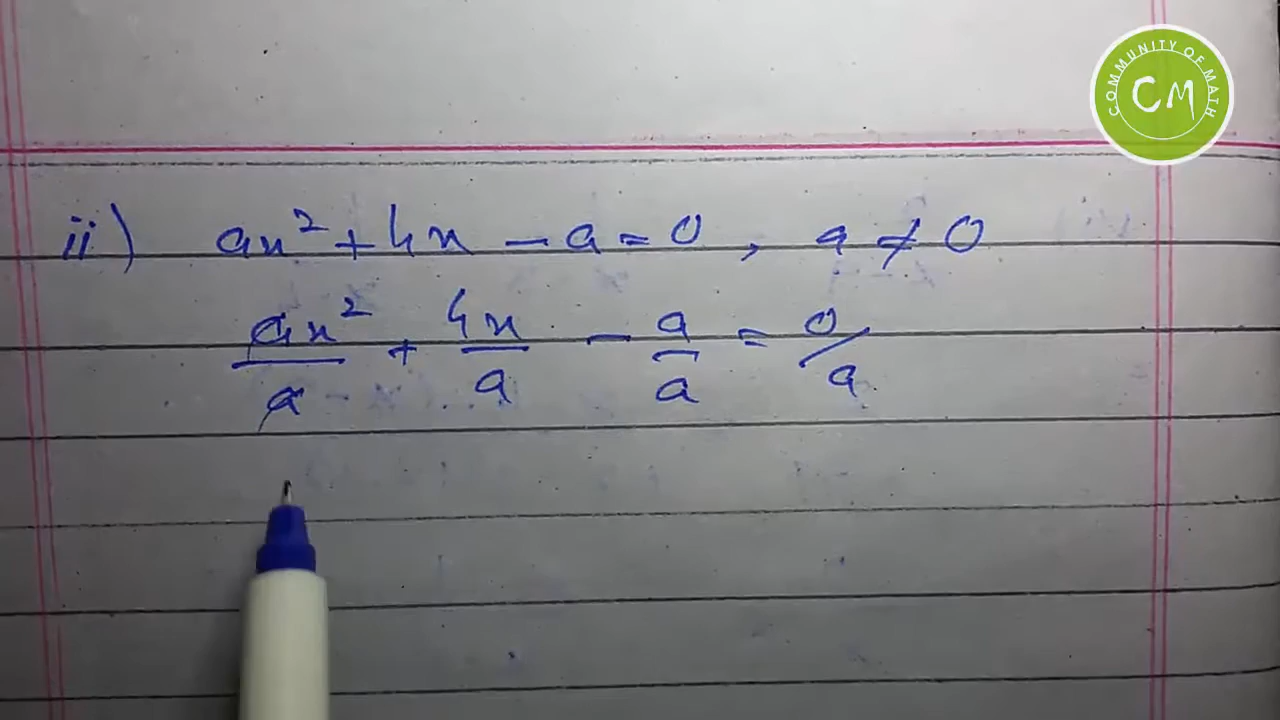 COMMUNITY OF MATH
CM
ii) ax² + 4x - a = 0 , a ≠ 0
ax²/a + 4x/a - a/a = 0/a